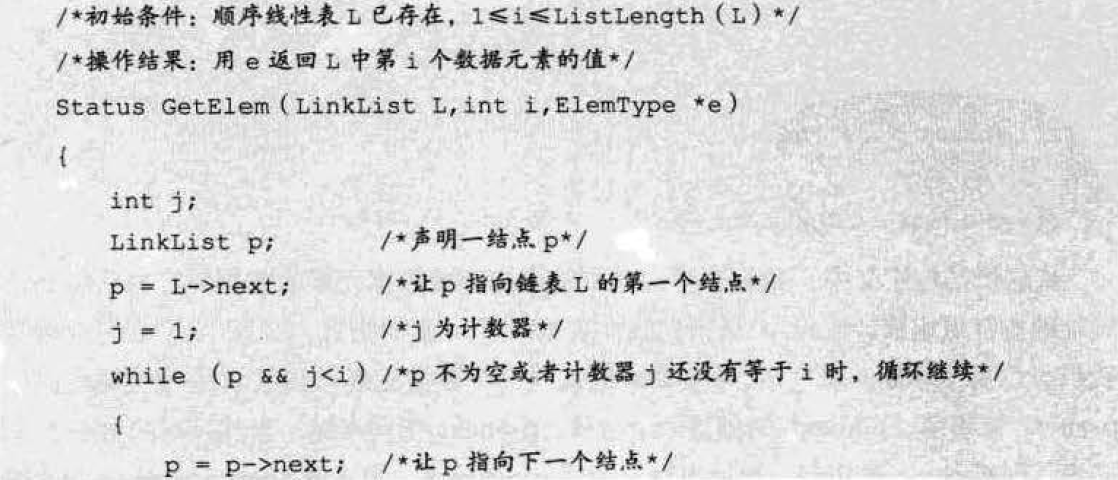 /*初始条件：顺序线性表 L 已存在，1≤i≤ListLength(L)*/
/*操作结果：用 e 返回 L 中第 i 个数据元素的值*/
Status GetElem(LinkList L,int i,ElemType *e)
{
int j;
LinkList p; /*声明一结点 p*/
p = L->next; /*让 p 指向链表 L 的第一个结点*/
j = 1; /*j 为计数器*/
while (p && j<i) /*p 不为空或者计数器 j 还没有等于 i 时，循环继续*/
{
p = p->next; /*让 p 指向下一个结点*/